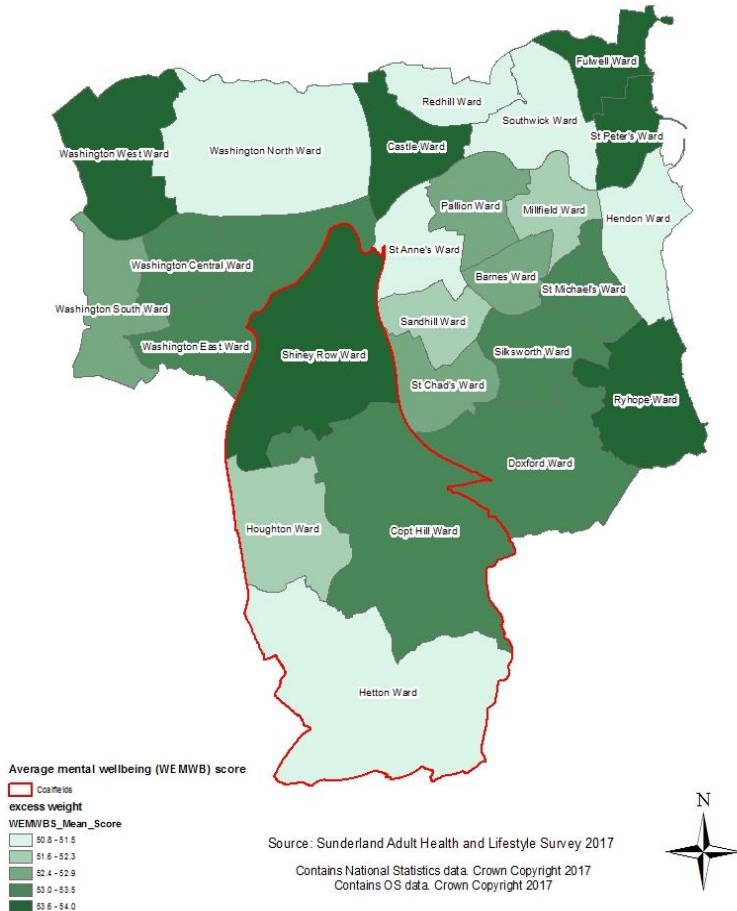 Fulwell Ward
Redhill Ward
Southwick Ward
St Peter's Ward
Castle Ward
Washington West Ward
Washington North Ward
Pallion Ward
Millfield Ward
Hendon Ward
St Anne's Ward
Washington Central Ward
Barnes Ward
St Michael's Ward
Washington South Ward
Sandhill Ward
Washington East Ward
Shiney Row Ward
Silksworth Ward
St Chad's Ward
Ryhope Ward
Doxford Ward
Houghton Ward
Copt Hill Ward
Hetton Ward
Average mental wellbeing (WEMWB) score
Coalfields
excess weight
WEMWBS_Mean_Score
50.8 - 51.5
51.6 - 52.3
52.4 - 52.9
53.0 - 53.5
53.6 - 54.0
Source: Sunderland Adult Health and Lifestyle Survey 2017
Contains National Statistics data. Crown Copyright 2017
Contains OS data. Crown Copyright 2017
N